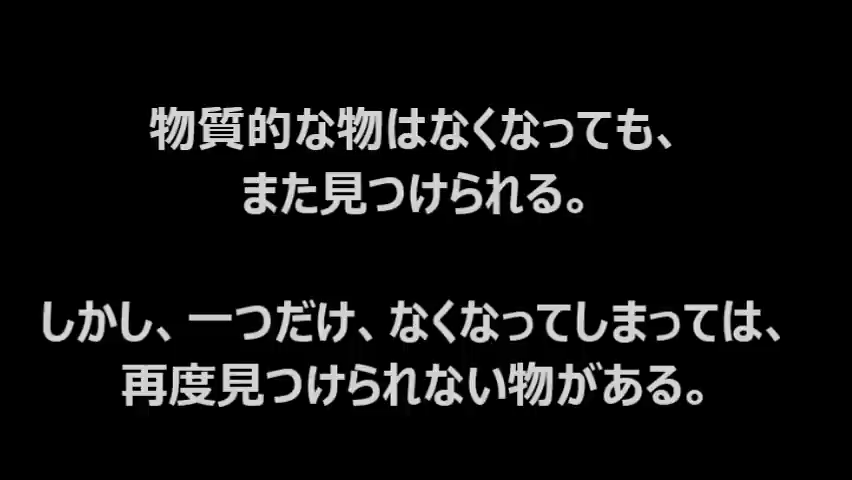 物質的な物はなくなっても、
また見つけられる。
しかし、一つだけ、なくなってしまっては、
再度見つけられない物がある。